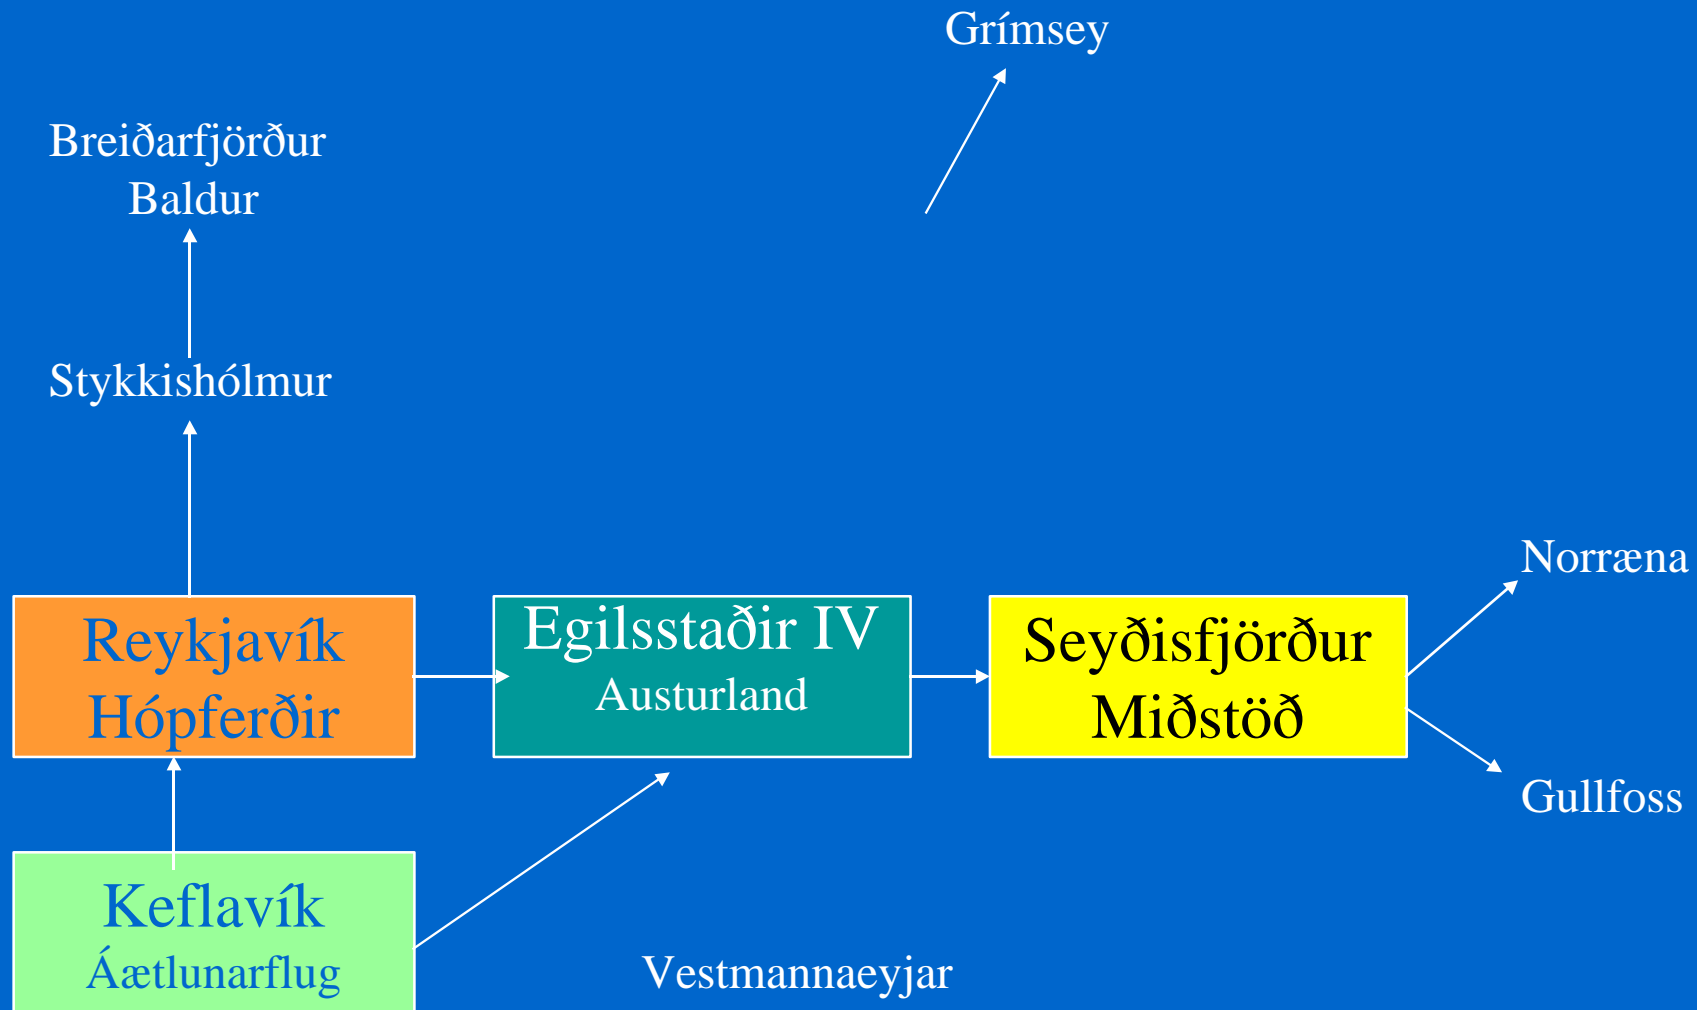 Grímsey
Breiðarfjörður
Baldur
Stykkishólmur
Norræna
Reykjavík
Hópferðir
Egilsstaðir IV
Austurland
Seyðisfjörður
Miðstöð
Gullfoss
Keflavík
Áætlunarflug
Vestmannaeyjar